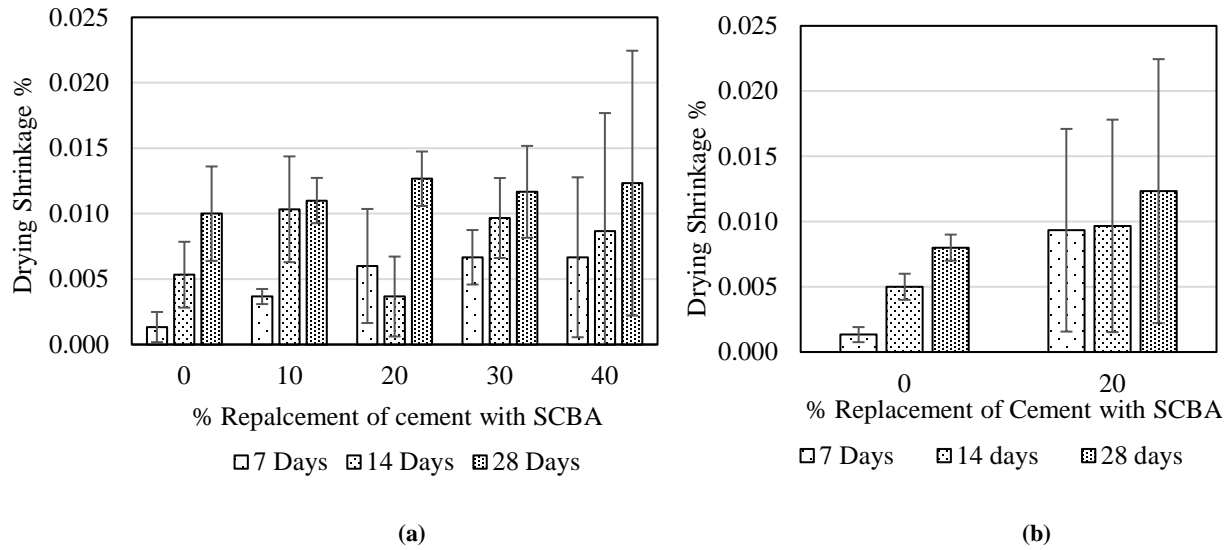 0.025
0.020
0.015
0.010
0.005
0.000
Drying Shrinkage %
0 10 20 30 40
% Repalcement of cement with SCBA
7 Days 14 Days 28 Days
(a)
0.025
0.020
0.015
0.010
0.005
0.000
Drying Shrinkage %
0 20
% Replacement of Cement with SCBA
7 Days 14 days 28 days
(b)